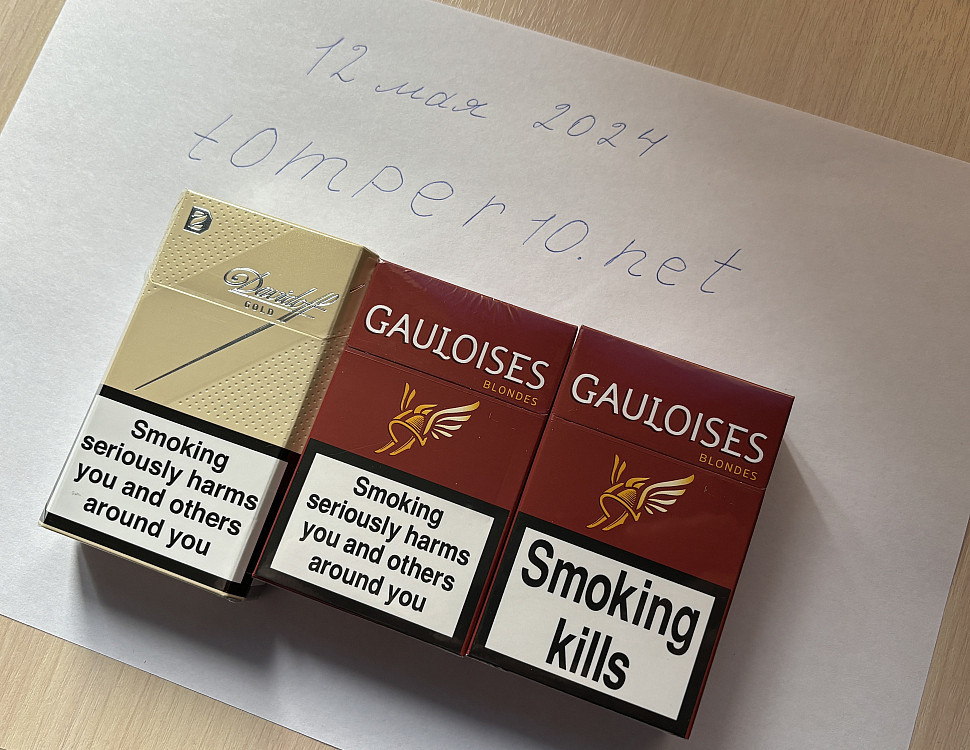 12 мая 2024
tomper10.net
Davidoff
GOLD
Smoking
seriously harms
you and others
around you
GAULOISES
BLONDES
Smoking
seriously harms
you and others
around you
GAULOISES
BLONDES
Smoking
kills